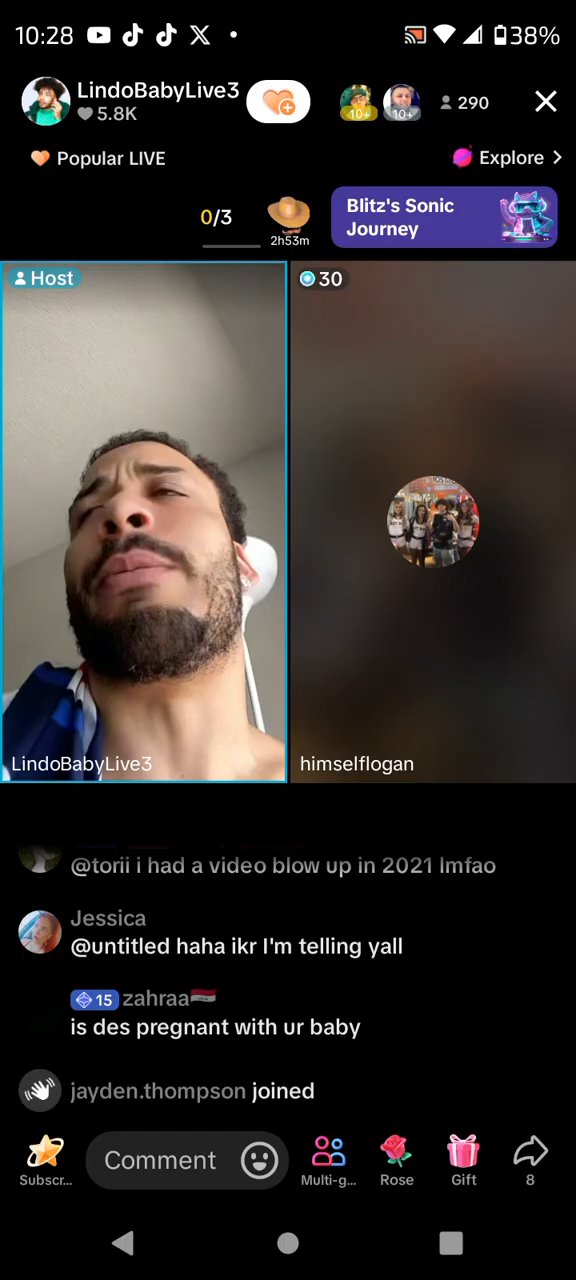 10:28
38%
LindoBabyLive3
5.8K
10+
10+
290
Popular LIVE
Explore
0/3
2h53m
Blitz's Sonic
Journey
Host
30
LindoBabyLive3
himselflogan
@torii i had a video blow up in 2021 lmfao
Jessica
@untitled haha ikr I'm telling yall
15 zahraa
is des pregnant with ur baby
jayden.thompson joined
Comment
Subscr...
Multi-g...
Rose
Gift
8